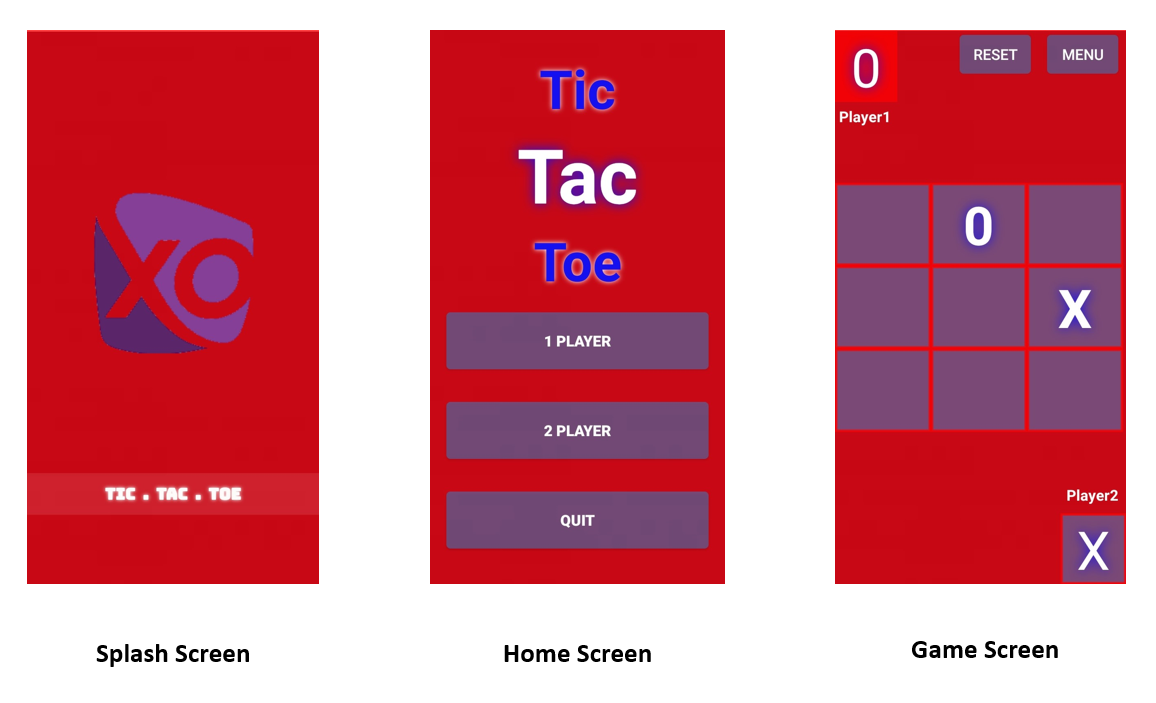 XO
TIC . TAC . TOE
Splash Screen
Tic
Tac
Toe
1 PLAYER
2 PLAYER
QUIT
Home Screen
0
RESET
MENU
Player1
0
X
Player2
X
Game Screen